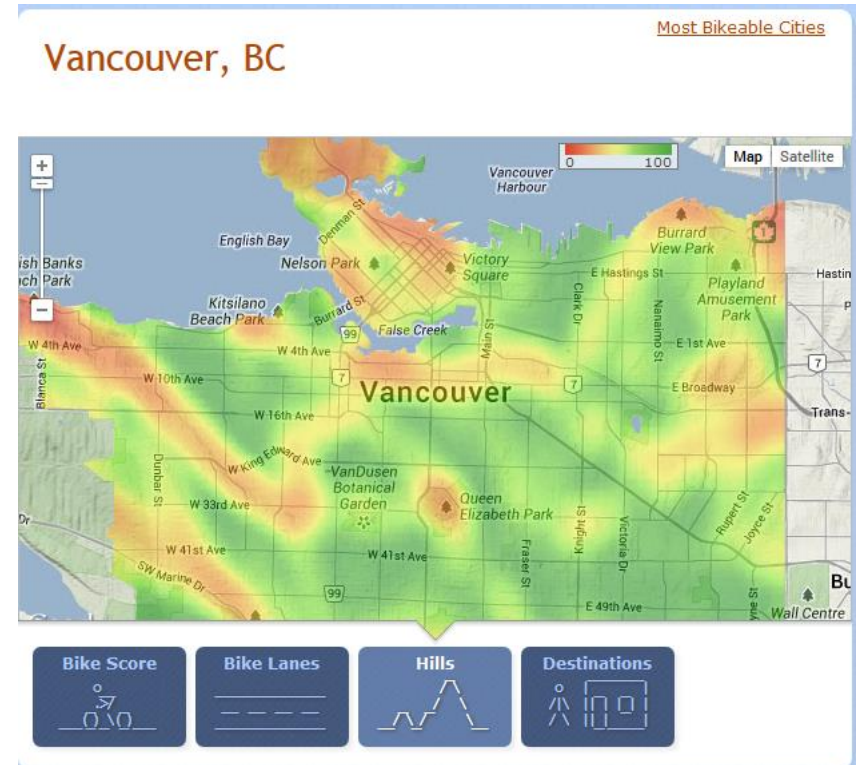 Most Bikeable Cities
Vancouver, BC
+
−
0
100
Map
Satellite
Vancouver
Harbour
Denman St
English Bay
Nelson Park
Victory
Square
Burrard
View Park
1
ish Banks
ach Park
Kitsilano
Beach Park
Burrard St
False Creek
99
Clark Dr
E Hastings St
Nanaimo St
Playland
Amusement
Park
Hastin
Main St
W 4th Ave
W 4th Ave
E 1st Ave
7
Blanca St
W 10th Ave
7
Vancouver
7
E Broadway
Trans-
W 16th Ave
Dunbar St
W King Edward Ave
VanDusen
Botanical
Garden
W 33rd Ave
Queen
Elizabeth Park
Knight St
Victoria Dr
Rupert St
Joyce St
Dr
W 41st Ave
W 41st Ave
Fraser St
SW Marine Dr
99
E 49th Ave
yne St
Bu
Wall Centre
Bike Score
Bike Lanes
Hills
Destinations